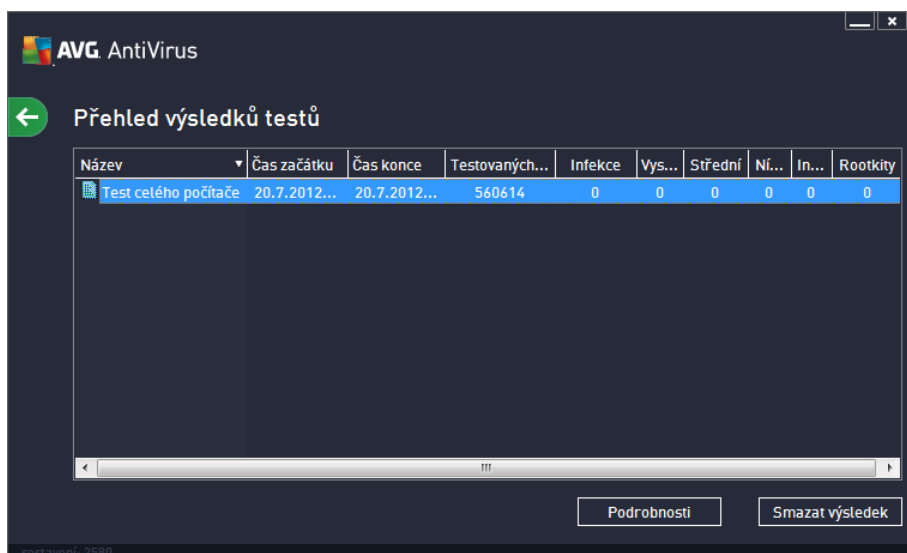 AVG. AntiVirus
Přehled výsledků testů
Název Čas začátku Čas konce Testovaných... Infekce Vys... Střední Ní... In... Rootkity
Test celého počítače 20.7.2012... 20.7.2012... 560614 0 0 0 0 0 0
Podrobnosti Smazat výsledek